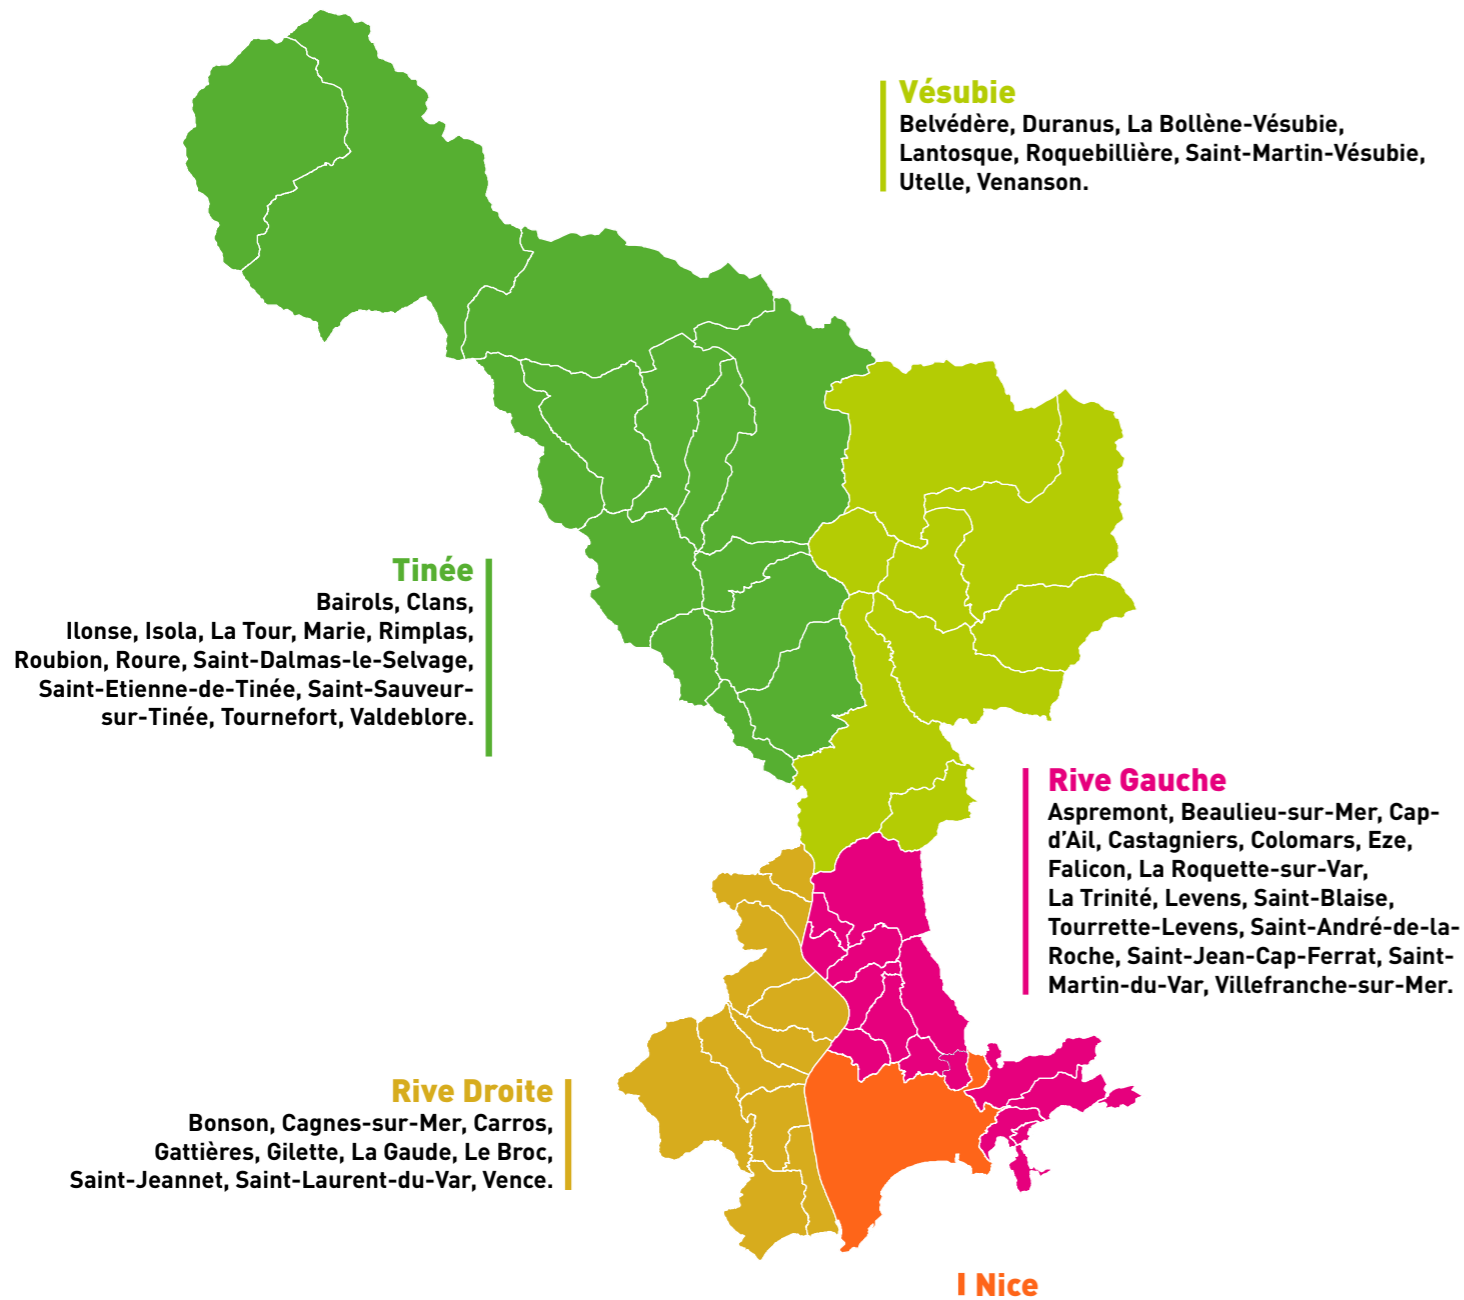 Vésubie
Belvédère, Duranus, La Bollène-Vésubie,
Lantosque, Roquebillière, Saint-Martin-Vésubie,
Utelle, Venanson.
Tinée
Bairols, Clans,
Ilonse, Isola, La Tour, Marie, Rimplas,
Roubion, Roure, Saint-Dalmas-le-Selvage,
Saint-Etienne-de-Tinée, Saint-Sauveur-
sur-Tinée, Tournefort, Valdeblore.
Rive Gauche
Aspremont, Beaulieu-sur-Mer, Cap-
d’Ail, Castagniers, Colomars, Eze,
Falicon, La Roquette-sur-Var,
La Trinité, Levens, Saint-Blaise,
Tourrette-Levens, Saint-André-de-la-
Roche, Saint-Jean-Cap-Ferrat, Saint-
Martin-du-Var, Villefranche-sur-Mer.
Rive Droite
Bonson, Cagnes-sur-Mer, Carros,
Gattières, Gilette, La Gaude, Le Broc,
Saint-Jeannet, Saint-Laurent-du-Var, Vence.
I Nice